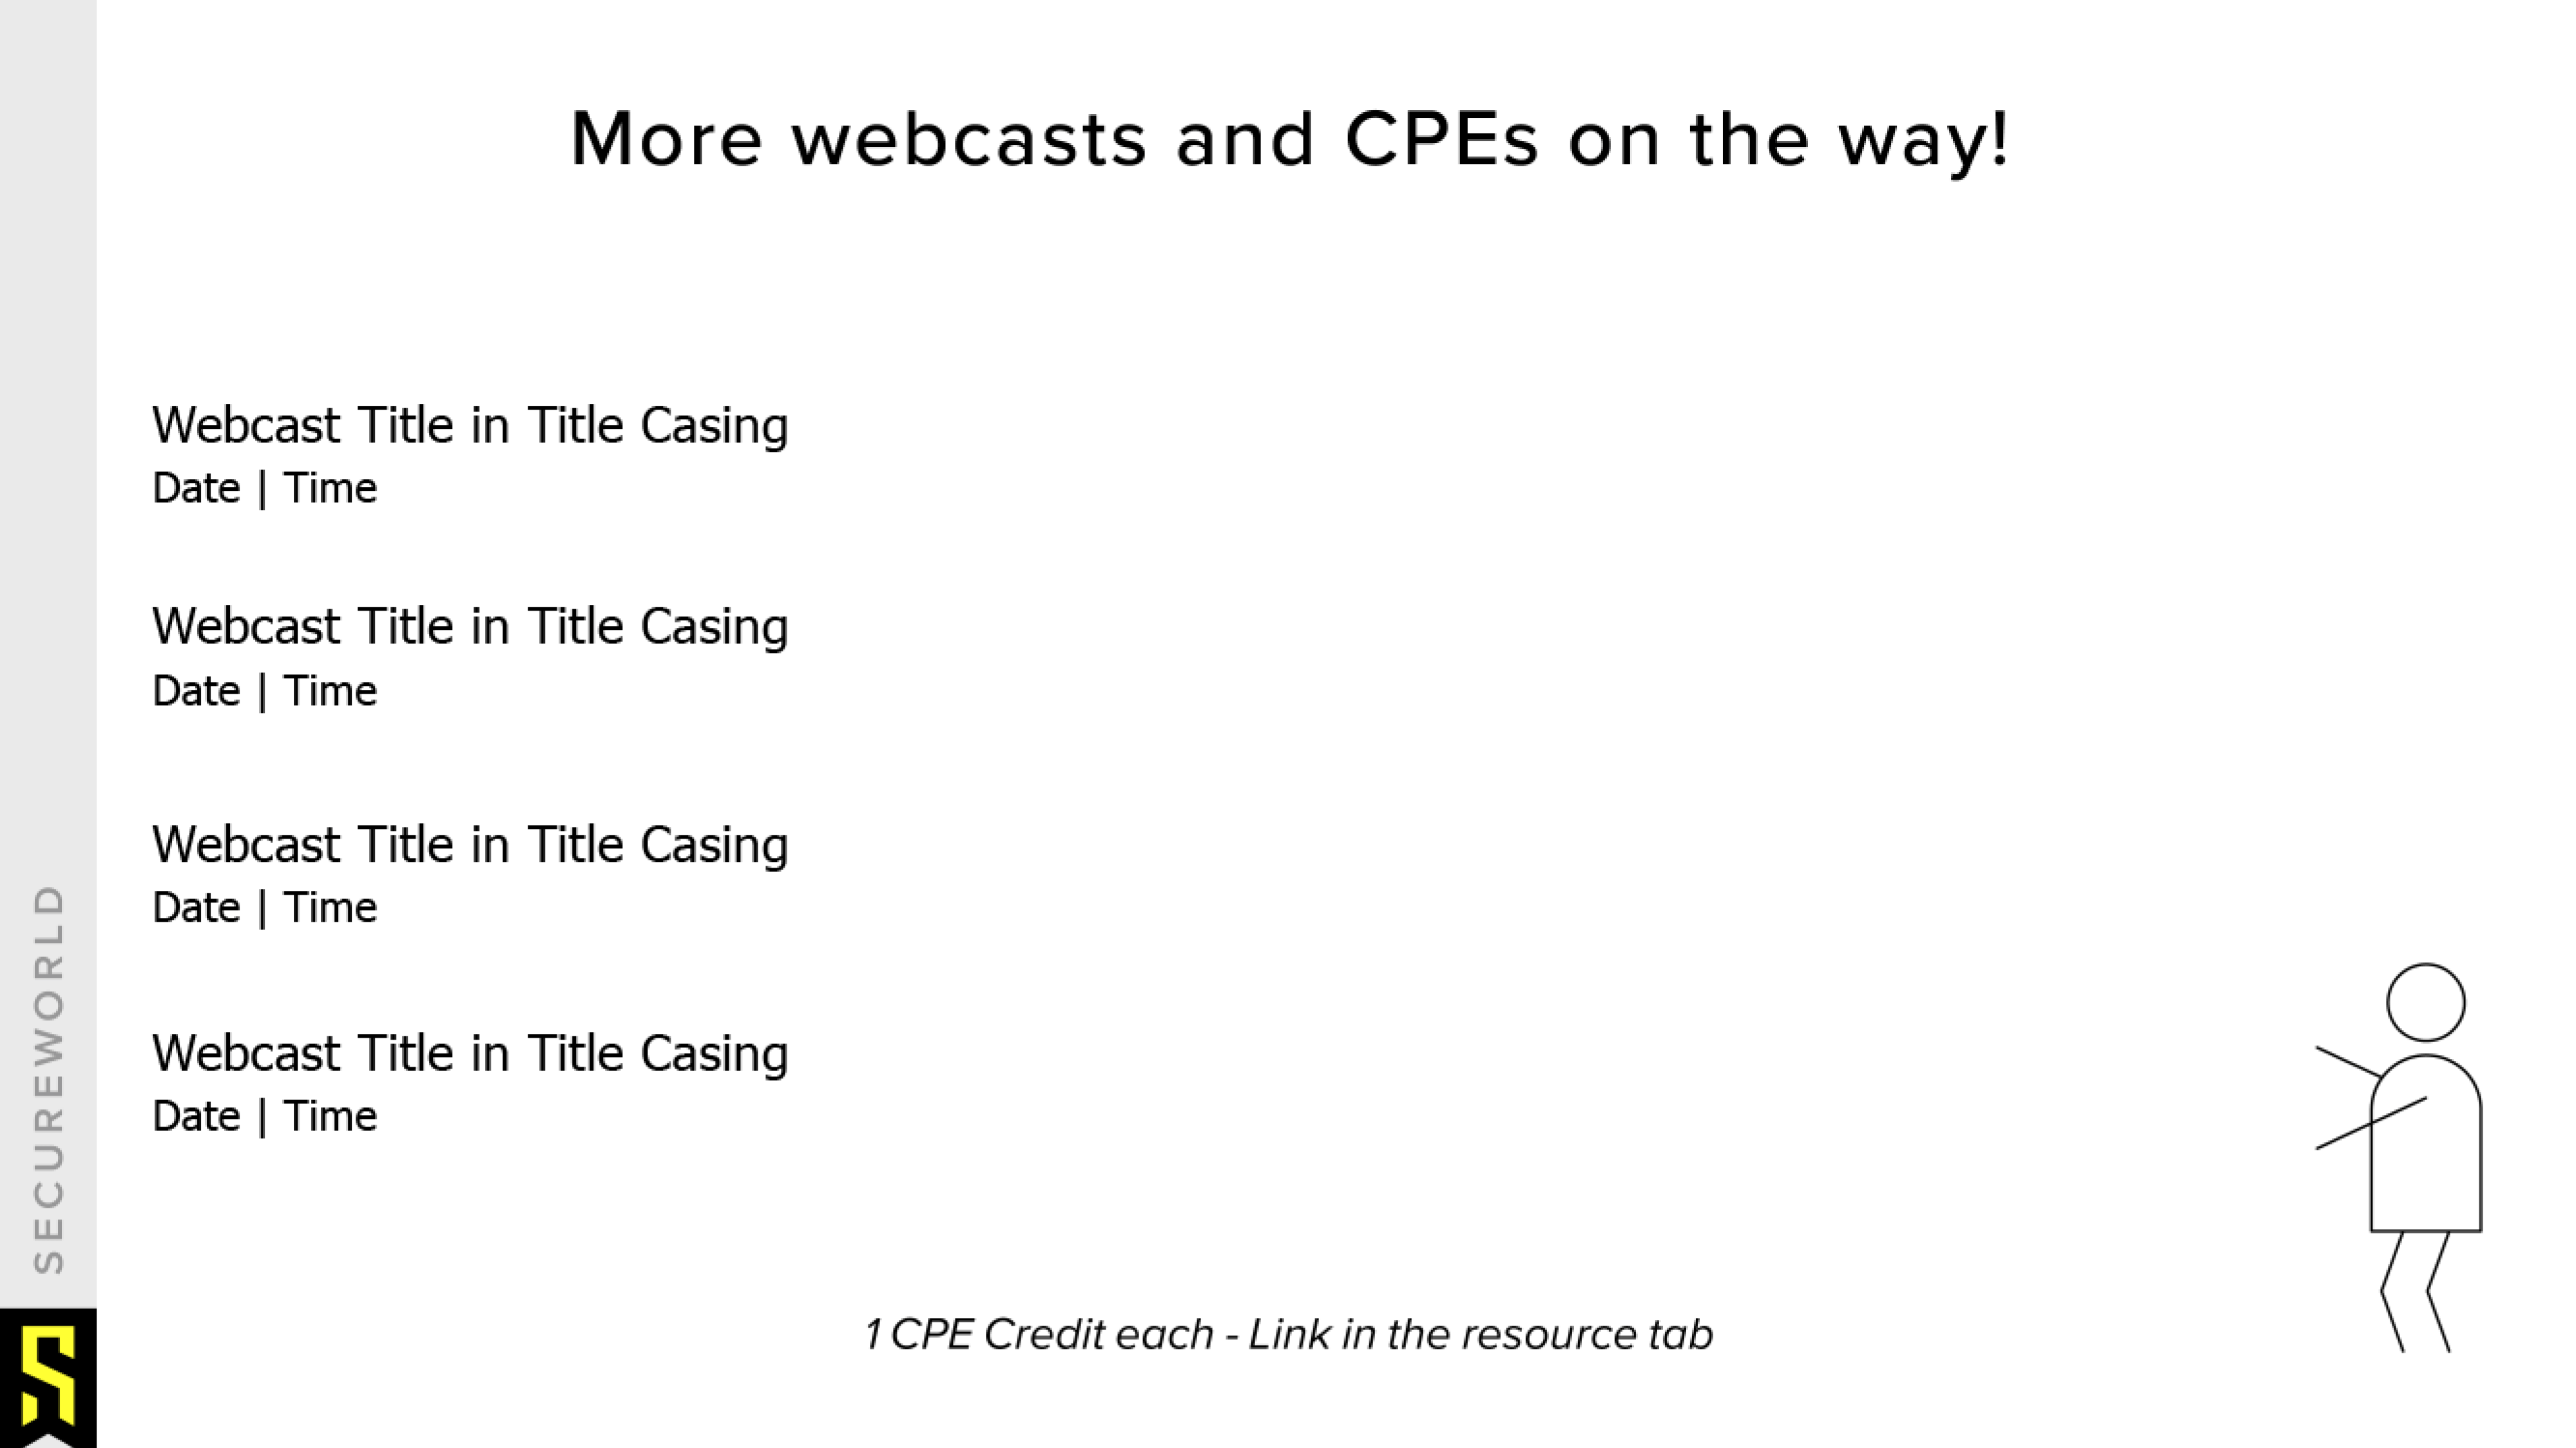 More webcasts and CPEs on the way!
Webcast Title in Title Casing
Date | Time
Webcast Title in Title Casing
Date | Time
Webcast Title in Title Casing
Date | Time
Webcast Title in Title Casing
Date | Time
1 CPE Credit each - Link in the resource tab
SECUREWORLD